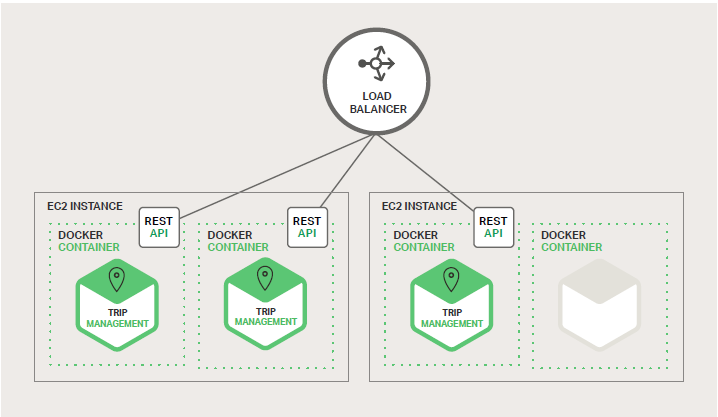 LOAD
BALANCER
EC2 INSTANCE
REST
API
DOCKER
CONTAINER
TRIP
MANAGEMENT
REST
API
DOCKER
CONTAINER
TRIP
MANAGEMENT
EC2 INSTANCE
REST
API
DOCKER
CONTAINER
TRIP
MANAGEMENT
DOCKER
CONTAINER